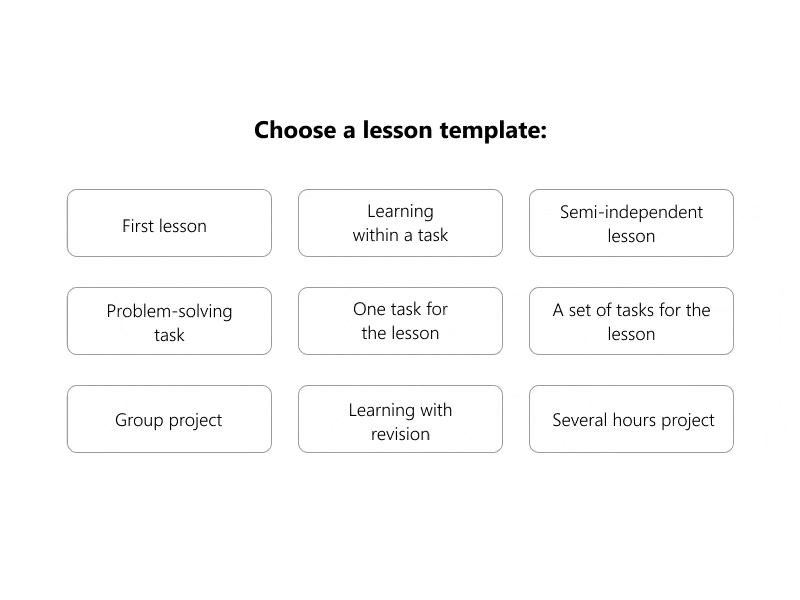 Choose a lesson template:
First lesson
Learning
within a task
Semi-independent
lesson
Problem-solving
task
One task for
the lesson
A set of tasks for the
lesson
Group project
Learning with
revision
Several hours project